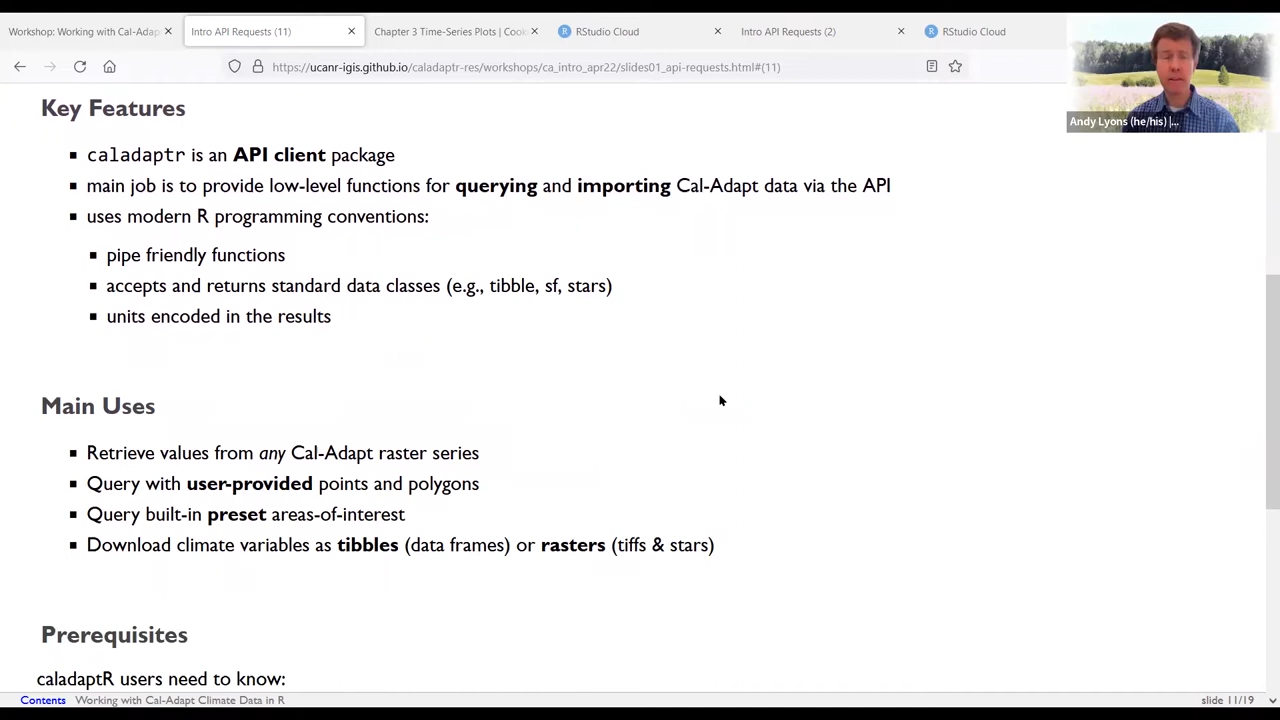 Workshop: Working with Cal-Adap
Intro API Requests (11)
Chapter 3 Time-Series Plots | Cook
RStudio Cloud
Intro API Requests (2)
RStudio Cloud
https://ucanr-igis.github.io/caladaptr-res/workshops/ca_intro_apr22/slides01_api-requests.html#(11)
Andy Lyons (he/his) |...
Key Features
▪ caladaptr is an API client package
▪ main job is to provide low-level functions for querying and importing Cal-Adapt data via the API
▪ uses modern R programming conventions:
▪ pipe friendly functions
▪ accepts and returns standard data classes (e.g., tibble, sf, stars)
▪ units encoded in the results
Main Uses
▪ Retrieve values from any Cal-Adapt raster series
▪ Query with user-provided points and polygons
▪ Query built-in preset areas-of-interest
▪ Download climate variables as tibbles (data frames) or rasters (tiffs & stars)
Prerequisites
caladaptR users need to know:
Contents Working with Cal-Adapt Climate Data in R
slide 11/19